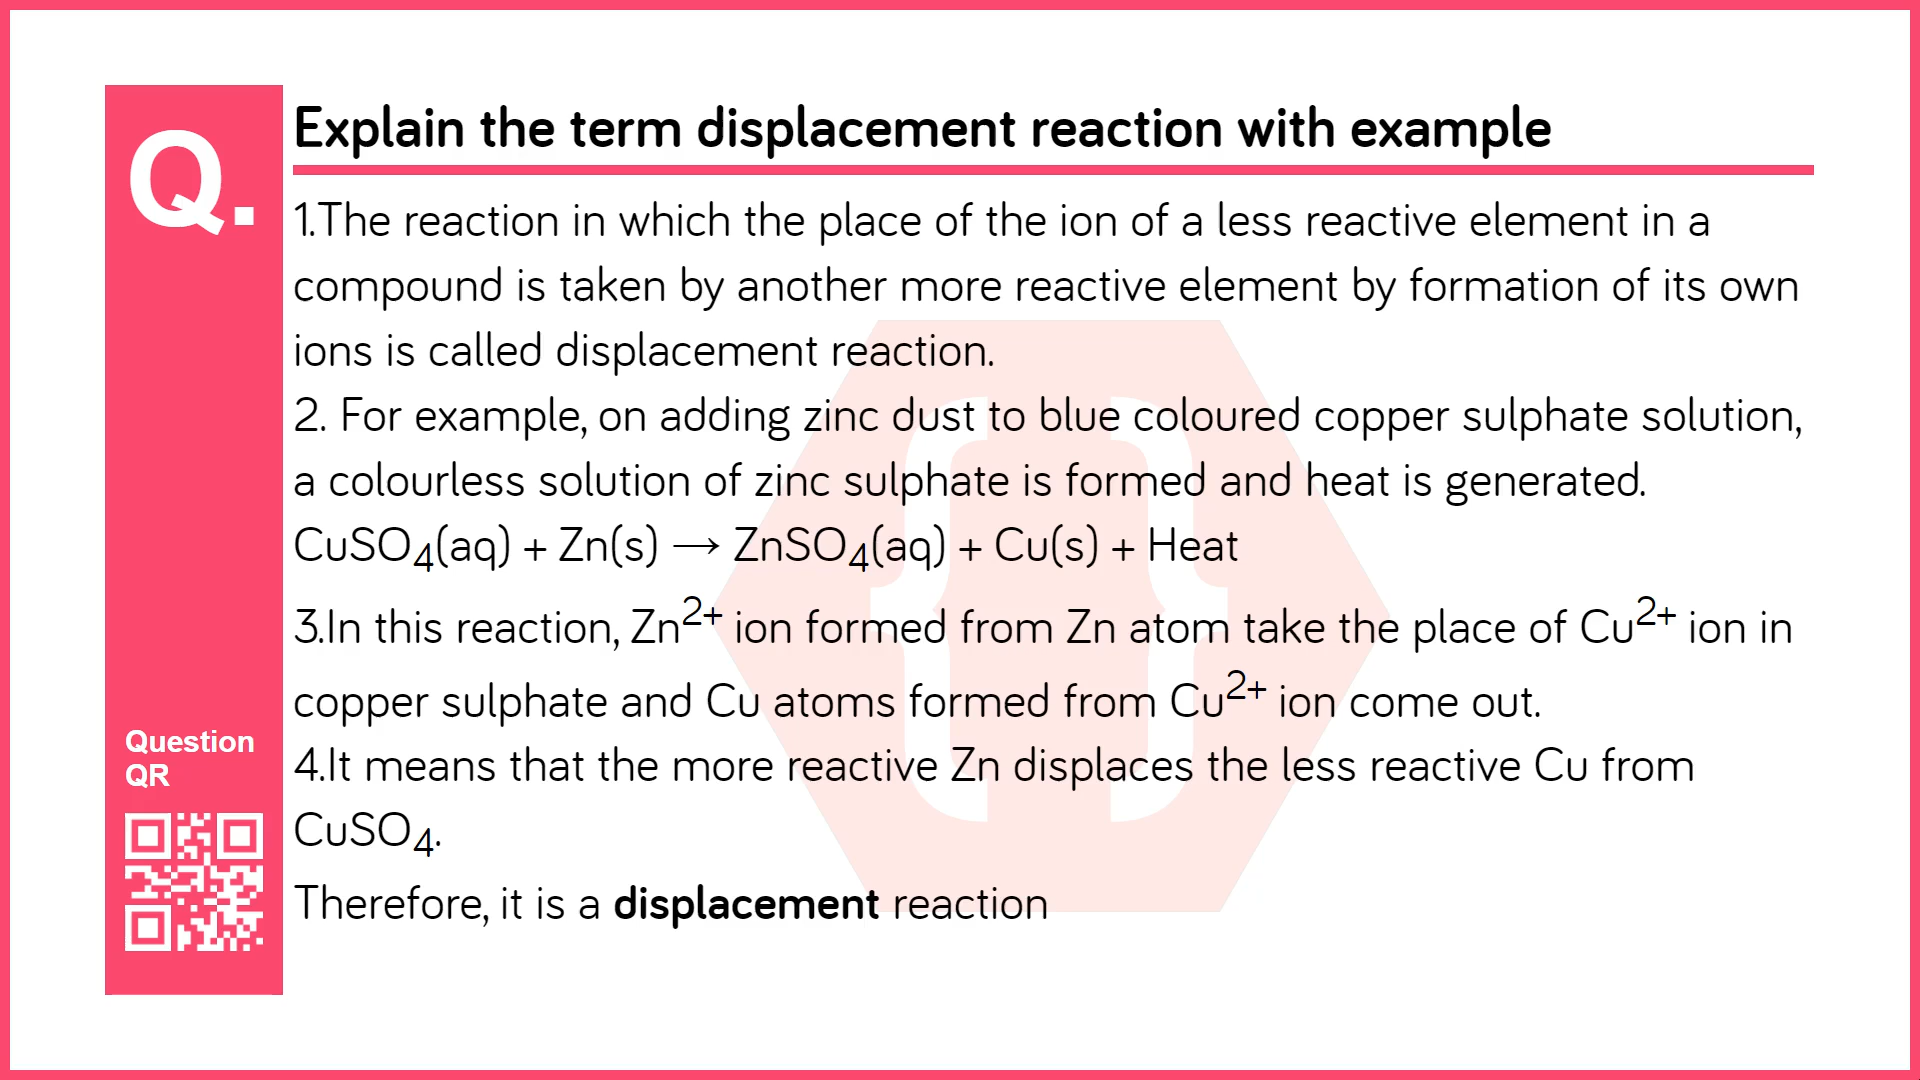 Q.
Explain the term displacement reaction with example
1.The reaction in which the place of the ion of a less reactive element in a
compound is taken by another more reactive element by formation of its own
ions is called displacement reaction.
2. For example, on adding zinc dust to blue coloured copper sulphate solution,
a colourless solution of zinc sulphate is formed and heat is generated.
CuSO₄(aq) + Zn(s) → ZnSO₄(aq) + Cu(s) + Heat
3.In this reaction, Zn²⁺ ion formed from Zn atom take the place of Cu²⁺ ion in
copper sulphate and Cu atoms formed from Cu²⁺ ion come out.
4.It means that the more reactive Zn displaces the less reactive Cu from
CuSO₄.
Therefore, it is a displacement reaction
Question
QR